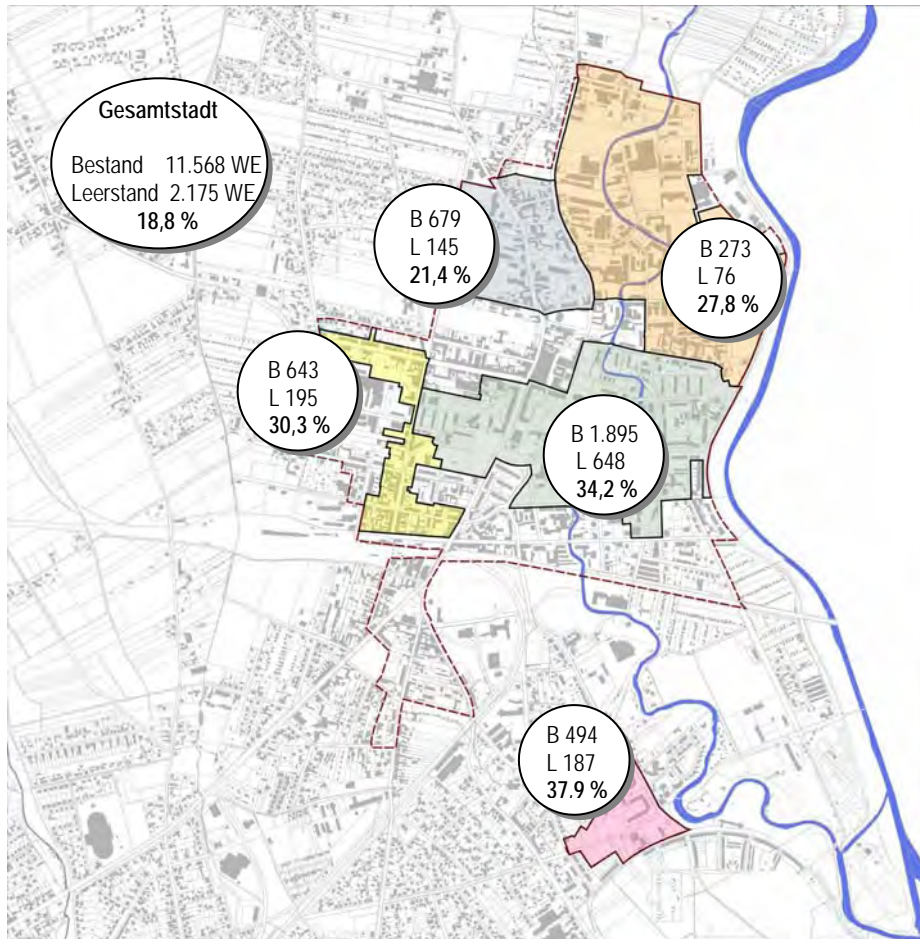 Gesamtstadt
Bestand 11.568 WE
Leerstand 2.175 WE
18,8 %
B 679
L 145
21,4 %
B 273
L 76
27,8 %
B 643
L 195
30,3 %
B 1.895
L 648
34,2 %
B 494
L 187
37.9 %